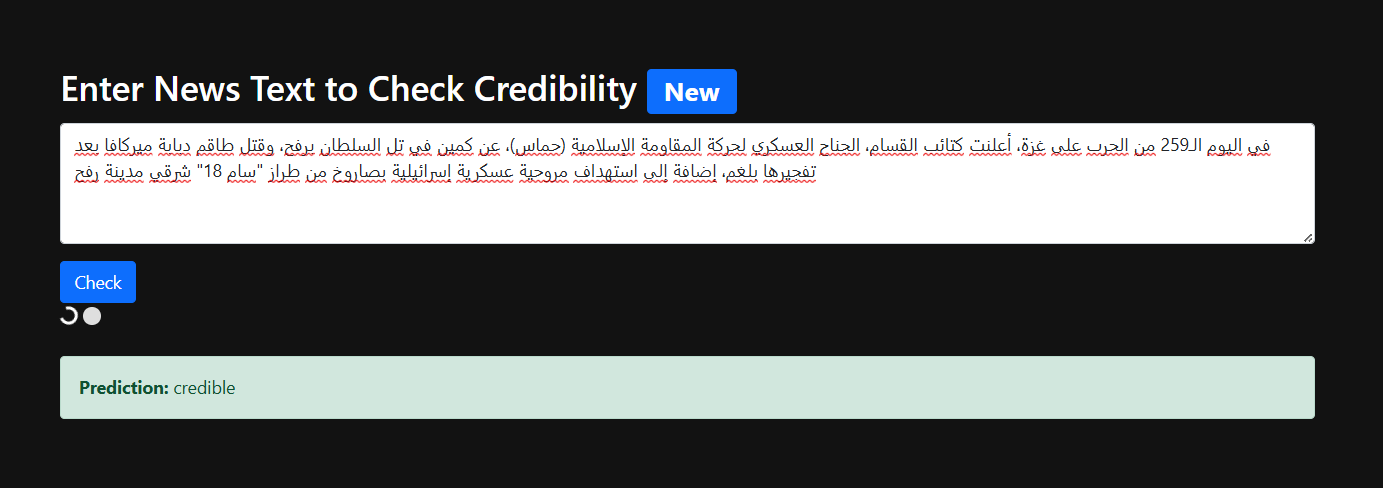 Enter News Text to Check Credibility New
في اليوم الـ259 من الحرب على غزة، أعلنت كتائب القسام، الجناح العسكري لحركة المقاومة الإسلامية (حماس)، عن كمين في تل السلطان برفح، وقتل طاقم دبابة ميركافا بعد
تفجيرها بلغم، إضافة إلى استهداف مروحية عسكرية إسرائيلية بصاروخ من طراز "سام 18" شرقي مدينة رفح
Check
Prediction: credible